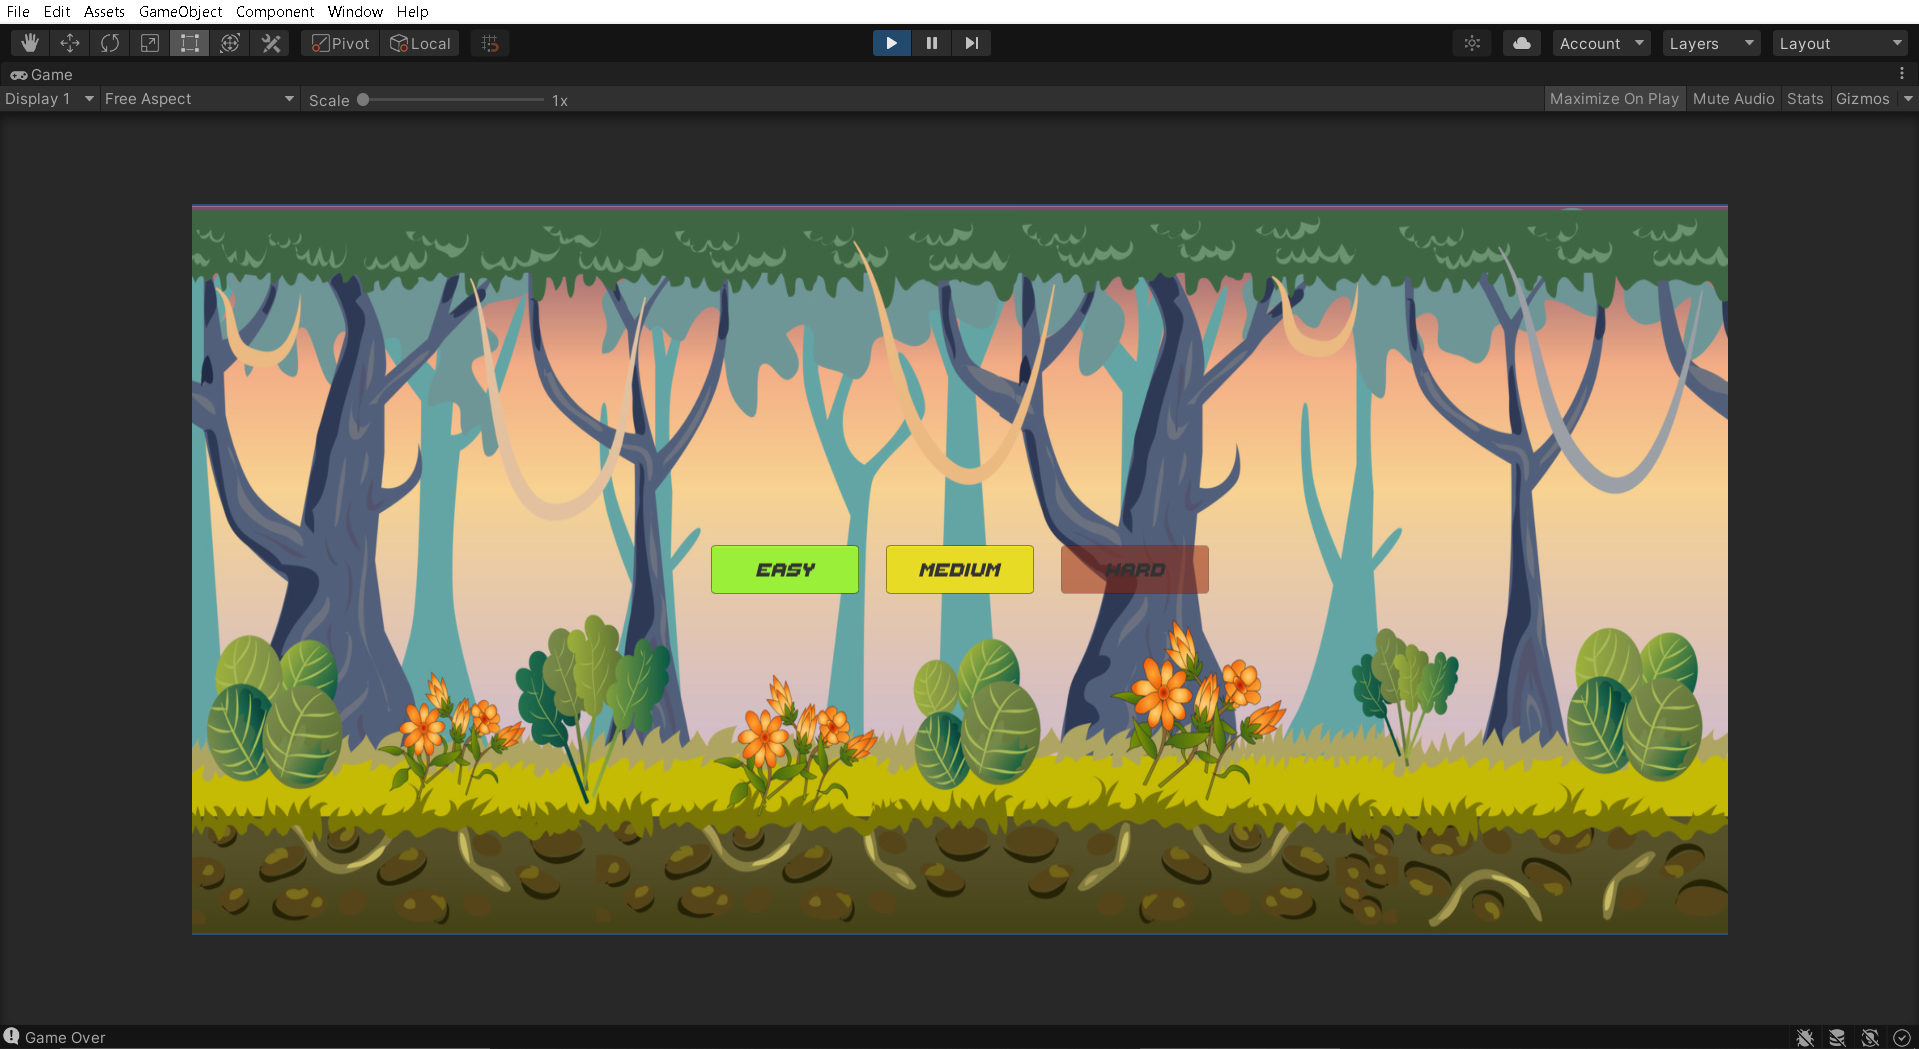 File Edit Assets GameObject Component Window Help
Pivot Local Account Layers Layout
Game
Display 1 Free Aspect Scale 1x Maximize On Play Mute Audio Stats Gizmos
EASY MEDIUM HARD
Game Over